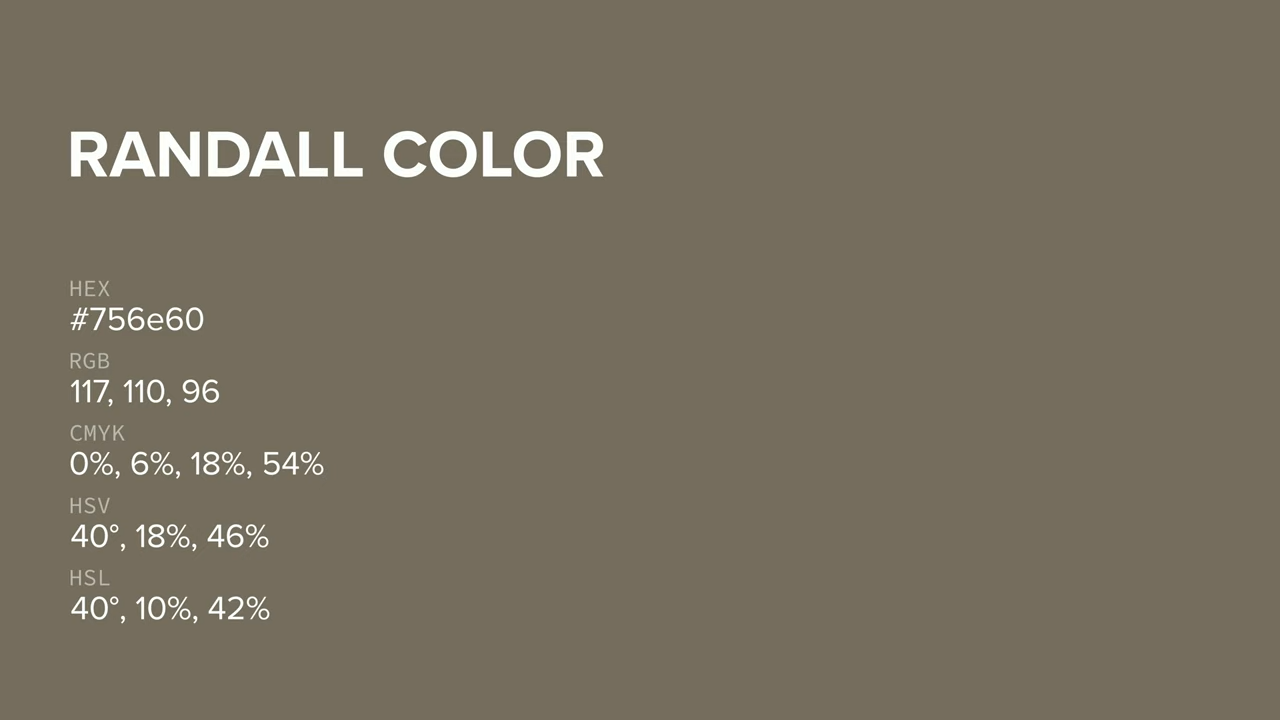 RANDALL COLOR
HEX
#756e60
RGB
117, 110, 96
CMYK
0%, 6%, 18%, 54%
HSV
40°, 18%, 46%
HSL
40°, 10%, 42%